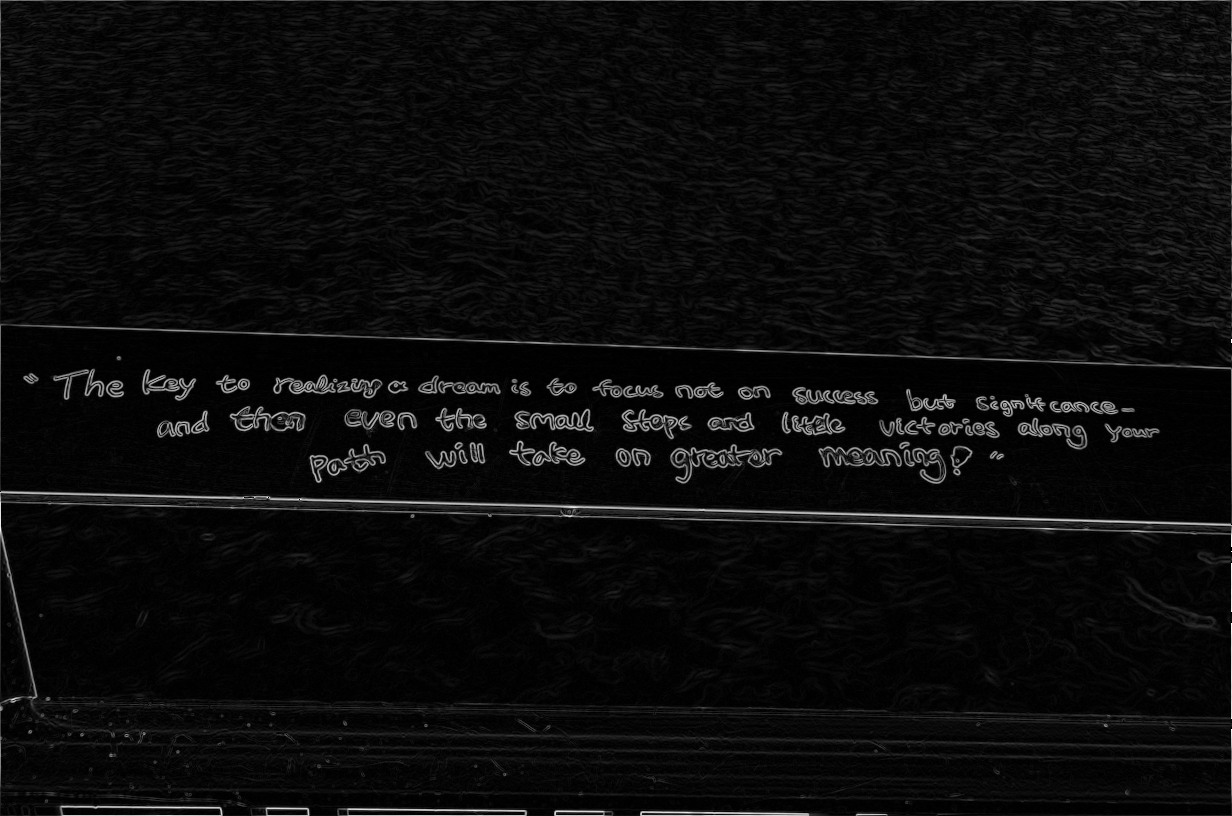 "The key to realizing a dream is to focus not on success but significance-
and then even the small steps and little victories along your
path will take on greater meaning! "